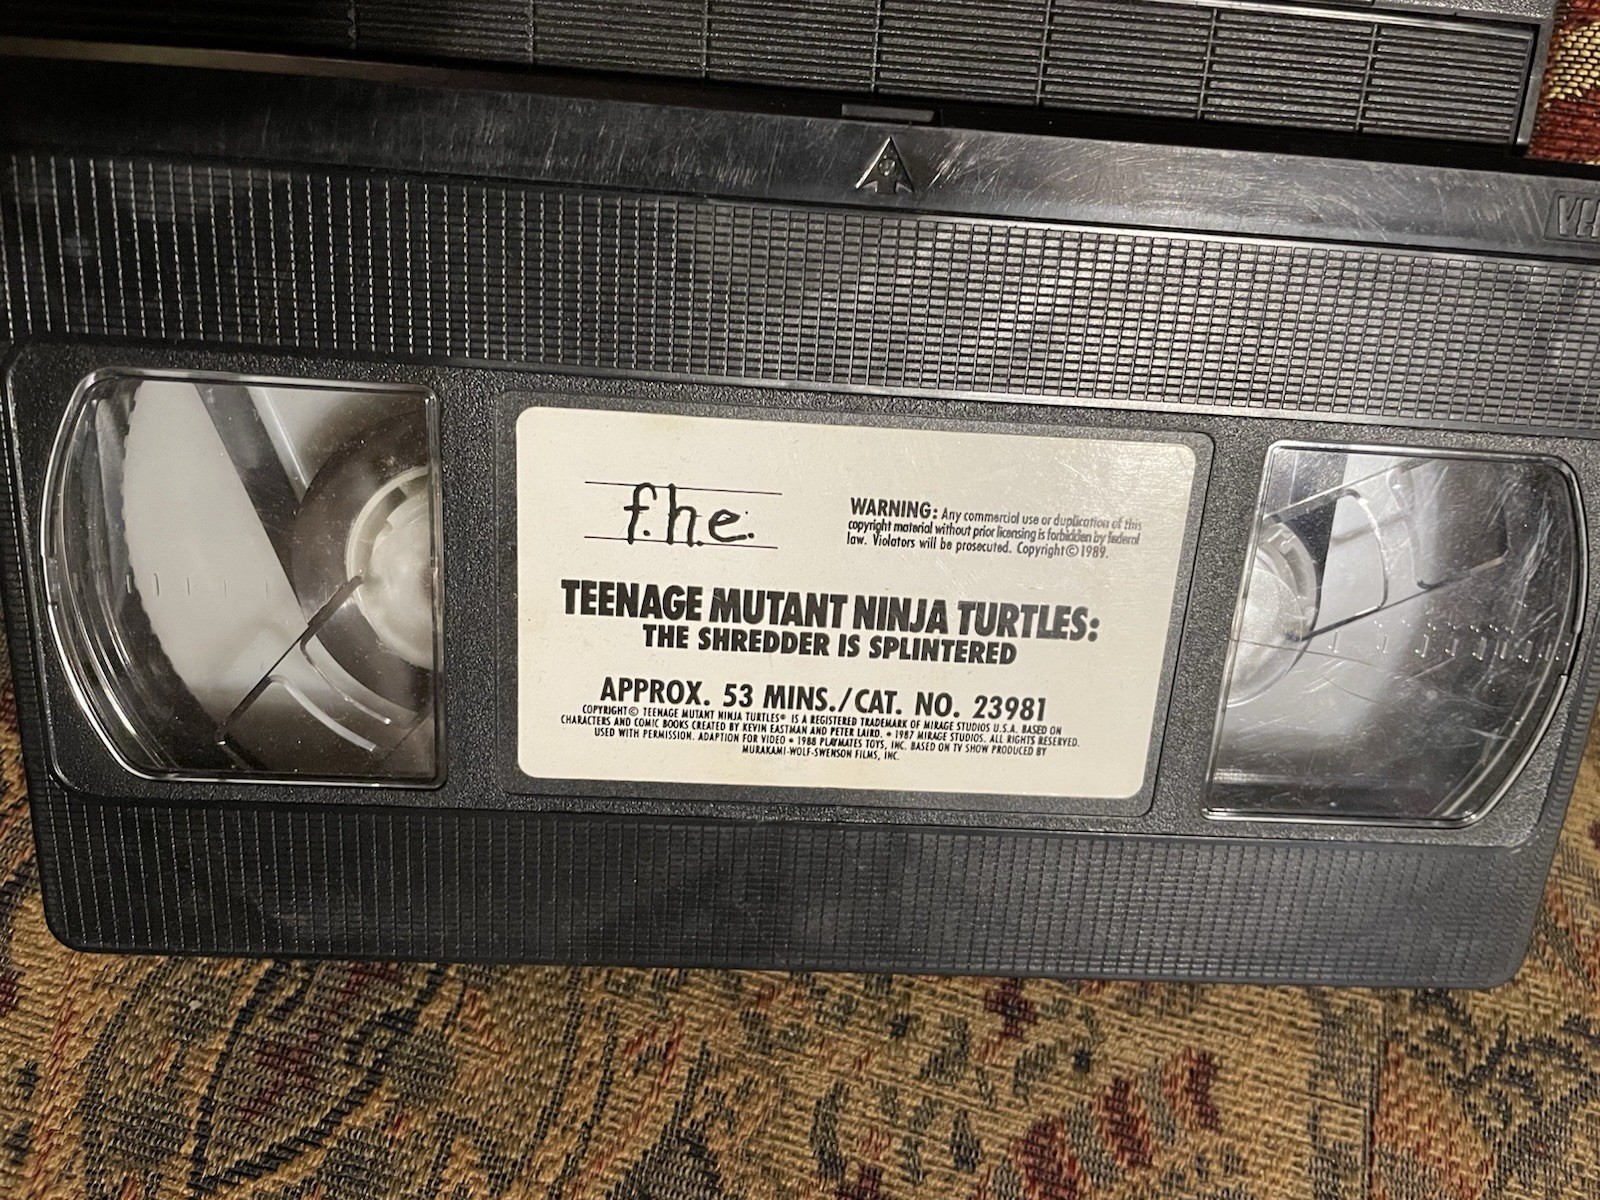 f.h.e.
WARNING: Any commercial use or duplication of this
copyright material without prior licensing is forbidden by federal
law. Violators will be prosecuted. Copyright©1989.
TEENAGE MUTANT NINJA TURTLES:
THE SHREDDER IS SPLINTERED
APPROX. 53 MINS./CAT. NO. 23981
COPYRIGHT© TEENAGE MUTANT NINJA TURTLES® IS A REGISTERED TRADEMARK OF MIRAGE STUDIOS U.S.A. BASED ON
CHARACTERS AND COMIC BOOKS CREATED BY KEVIN EASTMAN AND PETER LAIRD. • 1987 MIRAGE STUDIOS. ALL RIGHTS RESERVED.
USED WITH PERMISSION. ADAPTION FOR VIDEO • 1988 PLAYMATES TOYS, INC. BASED ON TV SHOW PRODUCED BY
MURAKAMI-WOLF-SWENSON FILMS, INC.